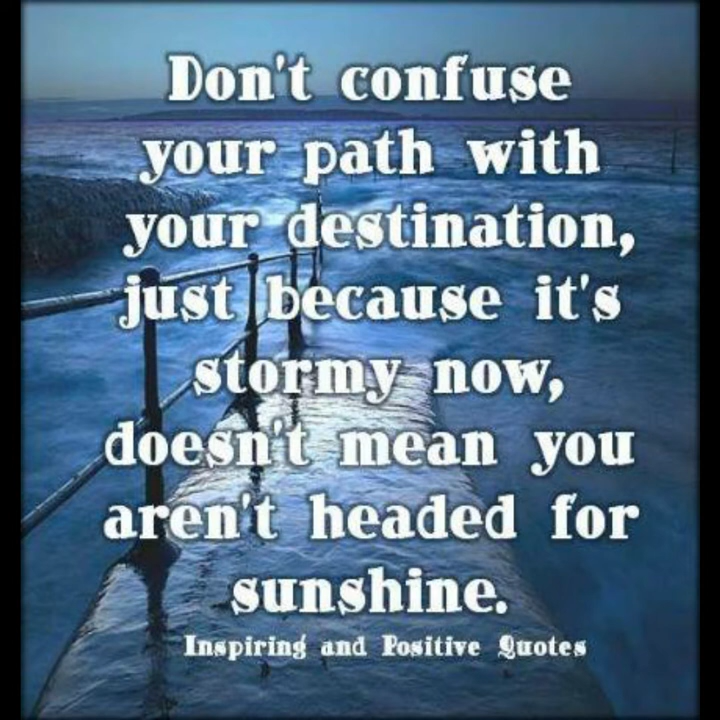 Don't confuse
your path with
your destination,
just because it's
stormy now,
doesn't mean you
aren't headed for
sunshine.
Inspiring and Positive Quotes